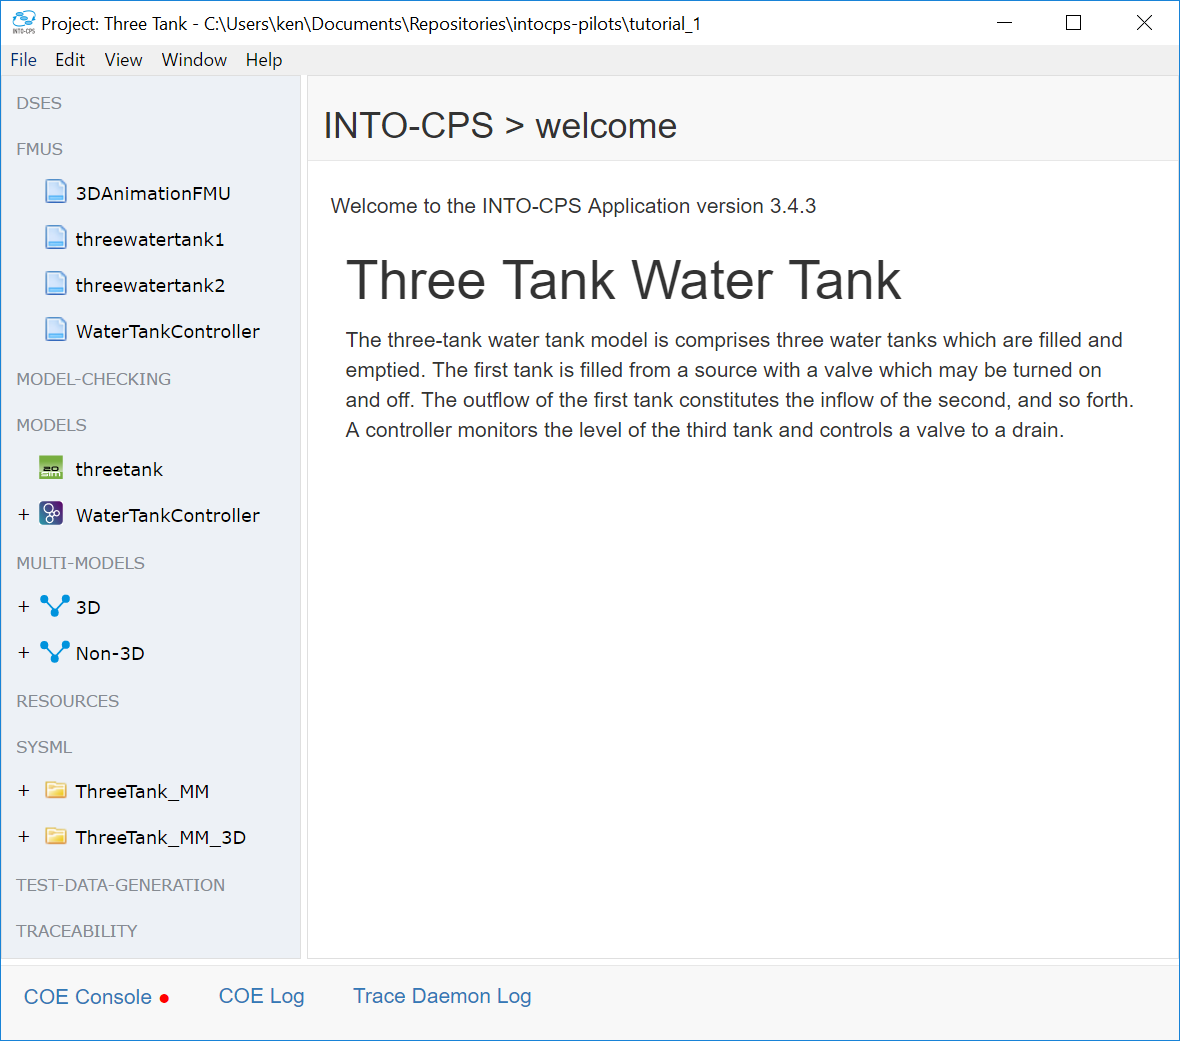 INTO-CPS
Project: Three Tank - C:\Users\ken\Documents\Repositories\intocps-pilots\tutorial_1
File Edit View Window Help
DSES
FMUS
3DAnimationFMU
threewatertank1
threewatertank2
WaterTankController
MODEL-CHECKING
MODELS
20
SIM
threetank
+ WaterTankController
MULTI-MODELS
+ 3D
+ Non-3D
RESOURCES
SYSML
+ ThreeTank_MM
+ ThreeTank_MM_3D
TEST-DATA-GENERATION
TRACEABILITY
INTO-CPS > welcome
Welcome to the INTO-CPS Application version 3.4.3
Three Tank Water Tank
The three-tank water tank model is comprises three water tanks which are filled and
emptied. The first tank is filled from a source with a valve which may be turned on
and off. The outflow of the first tank constitutes the inflow of the second, and so forth.
A controller monitors the level of the third tank and controls a valve to a drain.
COE Console COE Log Trace Daemon Log